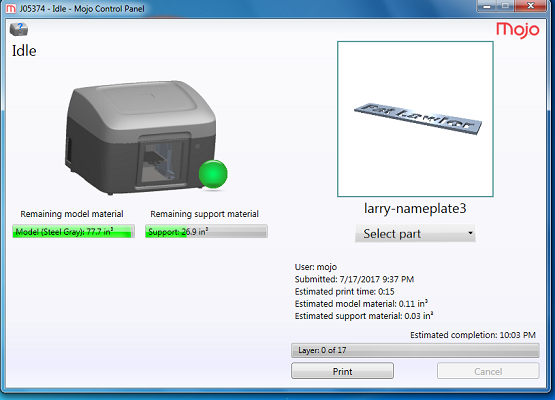 J05374 - Idle - Mojo Control Panel
Mojo
Idle
Fat Lawler
Remaining model material
Remaining support material
Model (Steel Gray): 77.7 in³
Support: 26.9 in³
larry-nameplate3
Select part
User: mojo
Submitted: 7/17/2017 9:37 PM
Estimated print time: 0:15
Estimated model material: 0.11 in³
Estimated support material: 0.03 in³
Estimated completion: 10:03 PM
Layer: 0 of 17
Print
Cancel